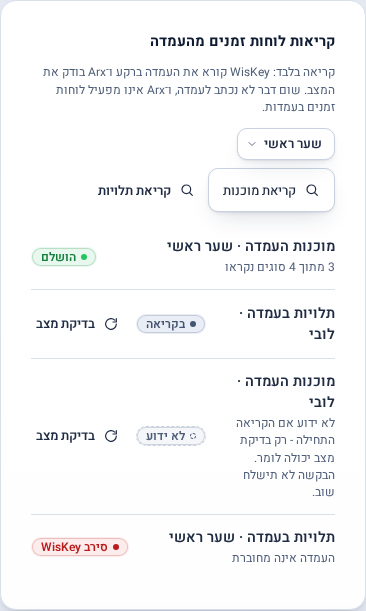 קריאות לוחות זמנים מהעמדה
קריאה בלבד: WisKey קורא את העמדה ברקע ו־Arx בודק את
המצב. שום דבר לא נכתב לעמדה, ו־Arx אינו מפעיל לוחות
זמנים בעמדות.
שער ראשי
קריאת מוכנות
קריאת תלויות
מוכנות העמדה · שער ראשי
3 מתוך 4 סוגים נקראו
הושלם
תלויות בעמדה ·
לובי
בקריאה
בדיקת מצב
מוכנות העמדה ·
לובי
לא ידוע אם הקריאה
התחילה - רק בדיקת
מצב יכולה לומר.
הבקשה לא תישלח
שוב.
לא ידוע
בדיקת מצב
תלויות בעמדה · שער ראשי
העמדה אינה מחוברת
WisKey סירב